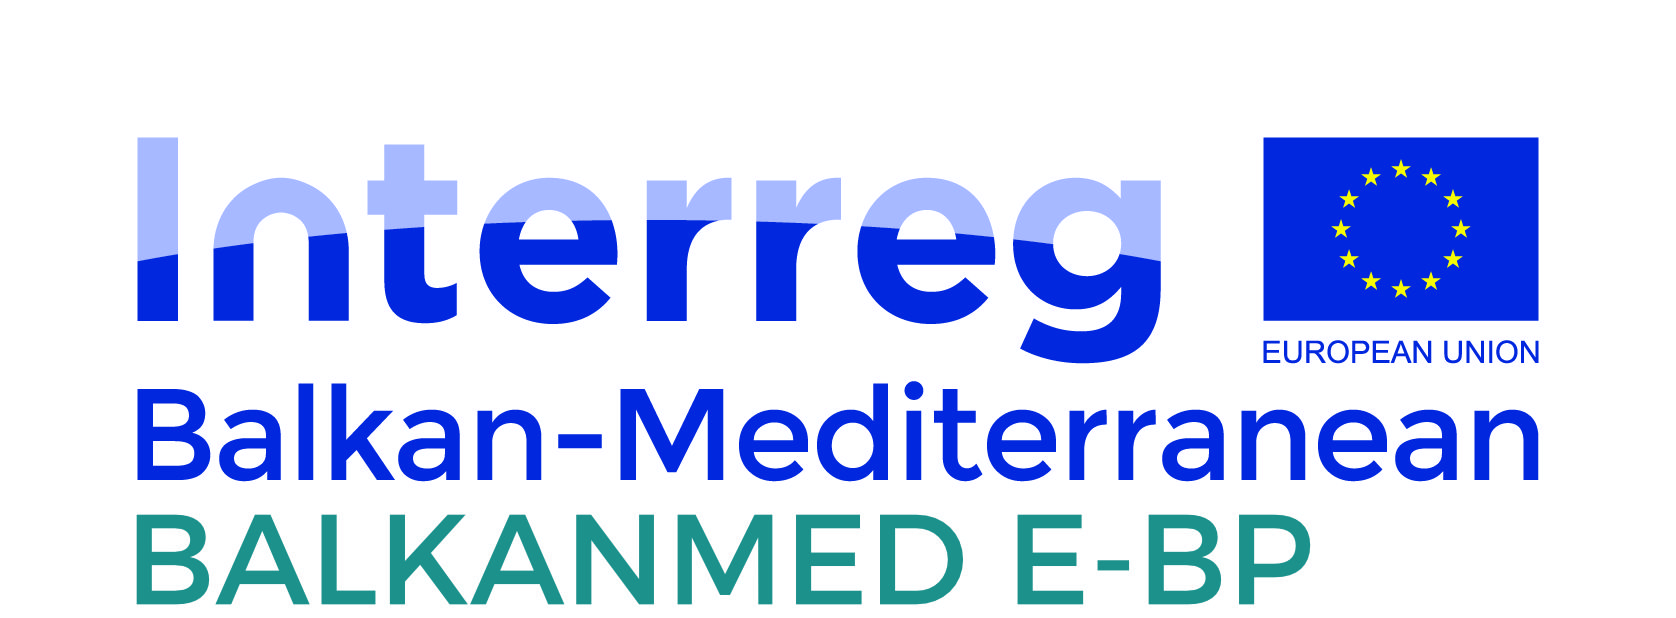 Interreg
EUROPEAN UNION
Balkan-Mediterranean
BALKANMED E-BP